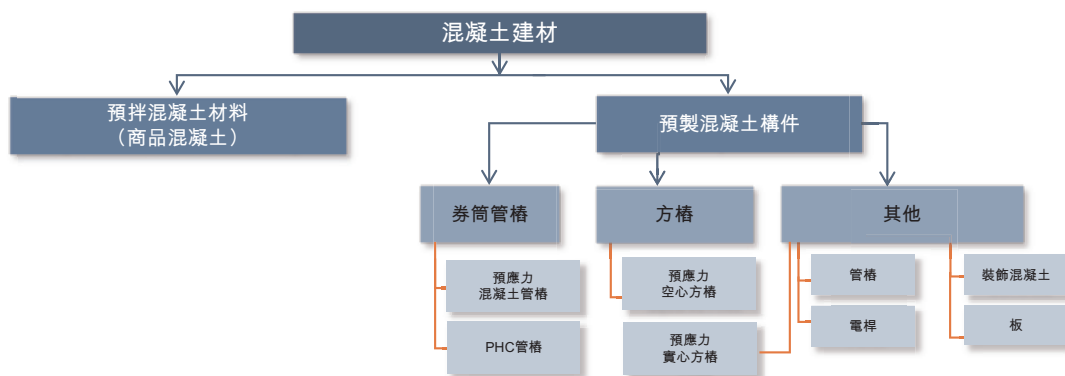 混凝土建材
預拌混凝土材料
（商品混凝土）
預製混凝土構件
券筒管樁
方樁
其他
預應力
混凝土管樁
預應力
空心方樁
管樁
裝飾混凝土
PHC管樁
預應力
實心方樁
電桿
板